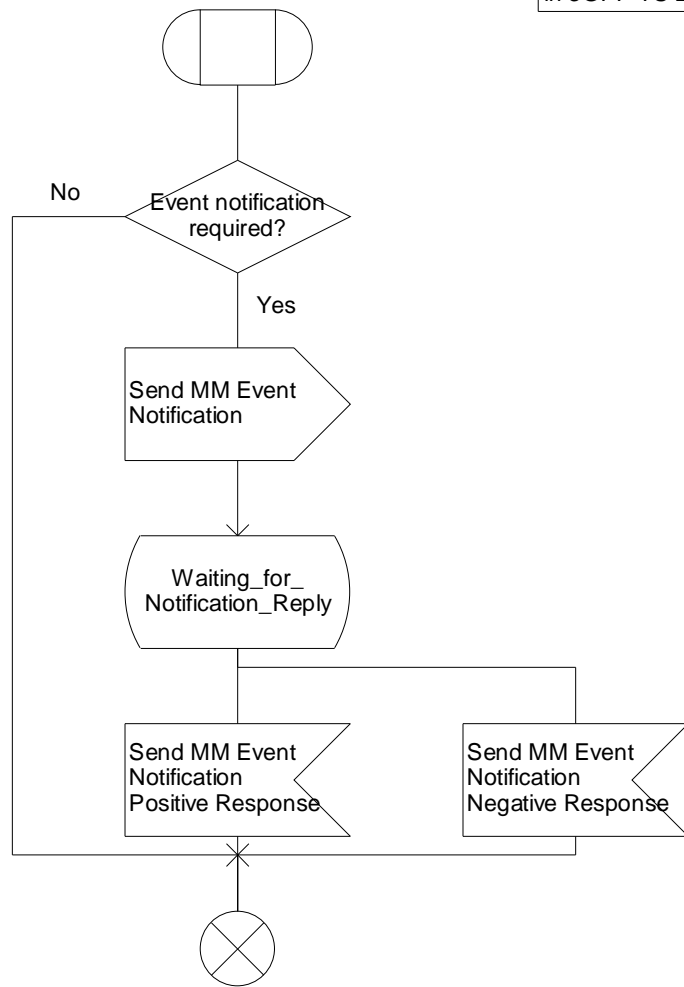 No
Event notification
required?
Yes
Send MM Event
Notification
Waiting_for_
Notification_Reply
Send MM Event
Notification
Positive Response
Send MM Event
Notification
Negative Response